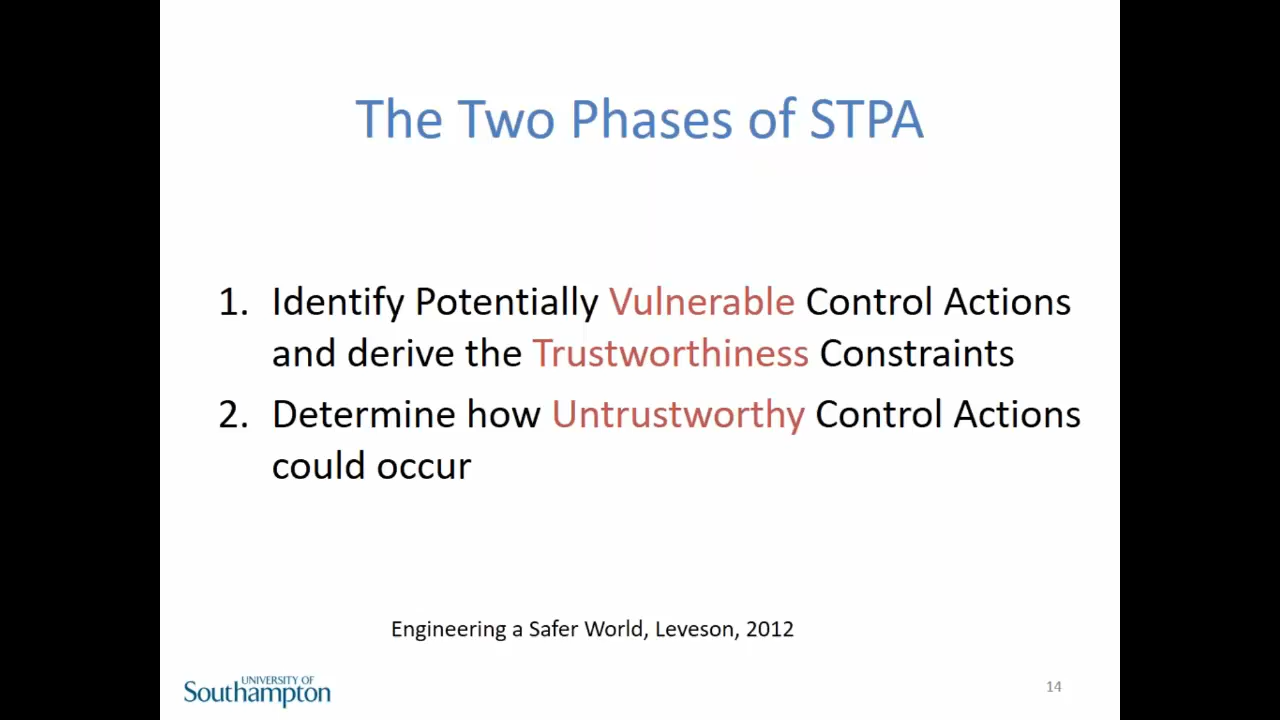 The Two Phases of STPA
1. Identify Potentially Vulnerable Control Actions
and derive the Trustworthiness Constraints
2. Determine how Untrustworthy Control Actions
could occur
Engineering a Safer World, Leveson, 2012
UNIVERSITY OF
Southampton
14